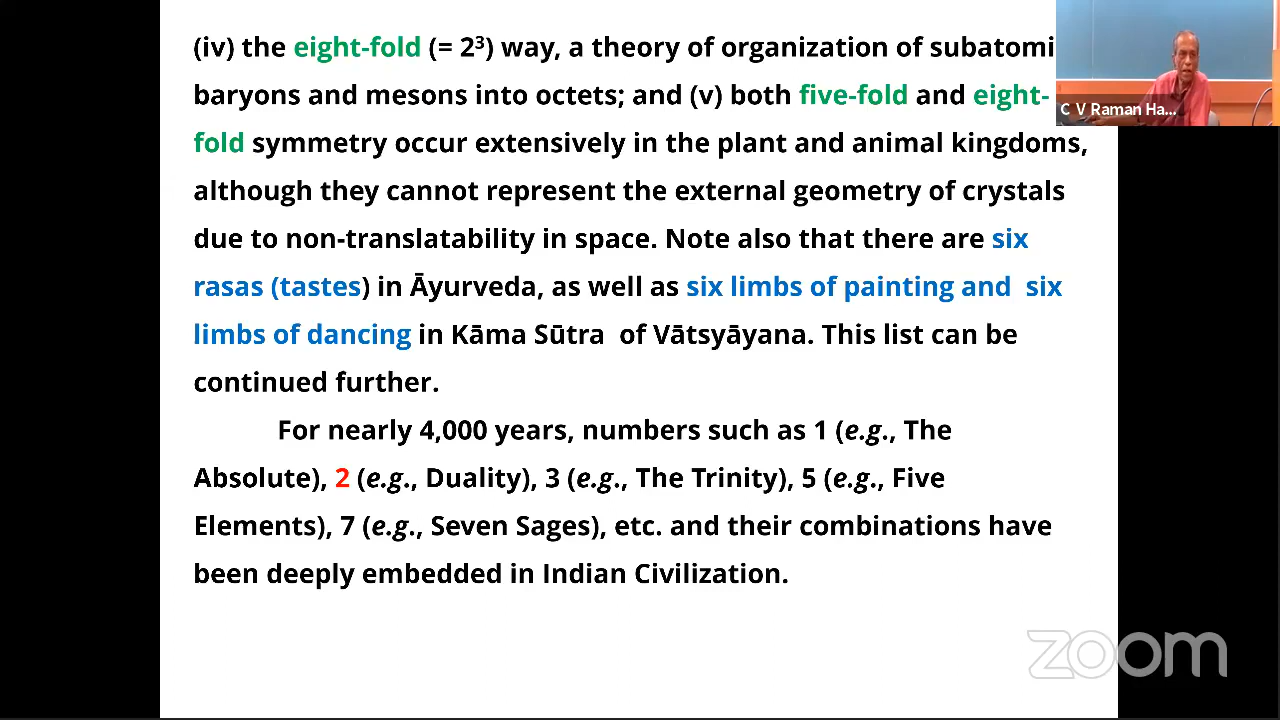 (iv) the eight-fold (= 2³) way, a theory of organization of subatomi
baryons and mesons into octets; and (v) both five-fold and eight-
fold symmetry occur extensively in the plant and animal kingdoms,
although they cannot represent the external geometry of crystals
due to non-translatability in space. Note also that there are six
rasas (tastes) in Āyurveda, as well as six limbs of painting and six
limbs of dancing in Kāma Sūtra of Vātsyāyana. This list can be
continued further.
For nearly 4,000 years, numbers such as 1 (e.g., The
Absolute), 2 (e.g., Duality), 3 (e.g., The Trinity), 5 (e.g., Five
Elements), 7 (e.g., Seven Sages), etc. and their combinations have
been deeply embedded in Indian Civilization.
C V Raman Ha...
zoom